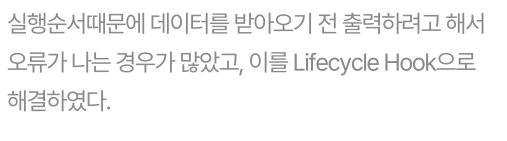 실행순서때문에 데이터를 받아오기 전 출력하려고 해서
오류가 나는 경우가 많았고, 이를 Lifecycle Hook으로
해결하였다.